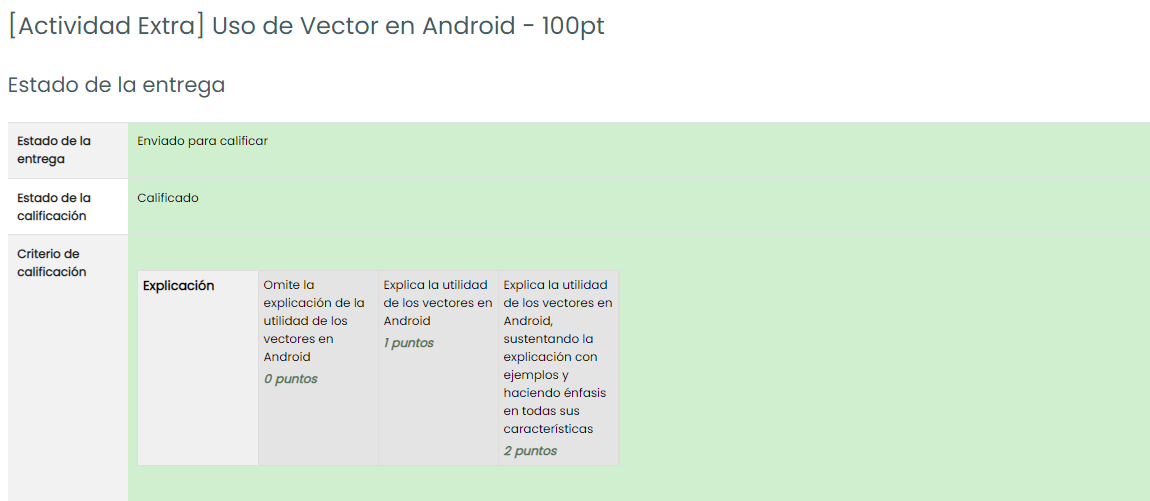 [Actividad Extra] Uso de Vector en Android - 100pt
Estado de la entrega
Estado de la
entrega
Enviado para calificar
Estado de la
calificación
Calificado
Criterio de
calificación
Explicación
Omite la
explicación de la
utilidad de los
vectores en
Android
0 puntos
Explica la utilidad
de los vectores en
Android
1 puntos
Explica la utilidad
de los vectores en
Android,
sustentando la
explicación con
ejemplos y
haciendo énfasis
en todas sus
características
2 puntos